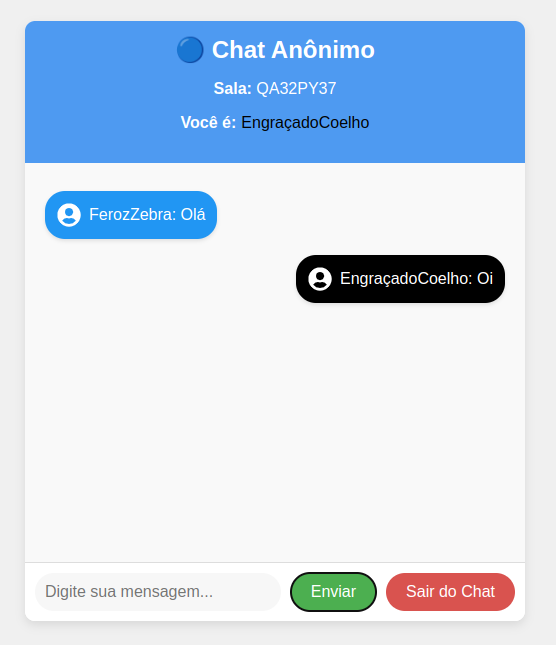 Chat Anônimo
Sala: QA32PY37
Você é: EngraçadoCoelho
FerozZebra: Olá
EngraçadoCoelho: Oi
Digite sua mensagem... Enviar Sair do Chat